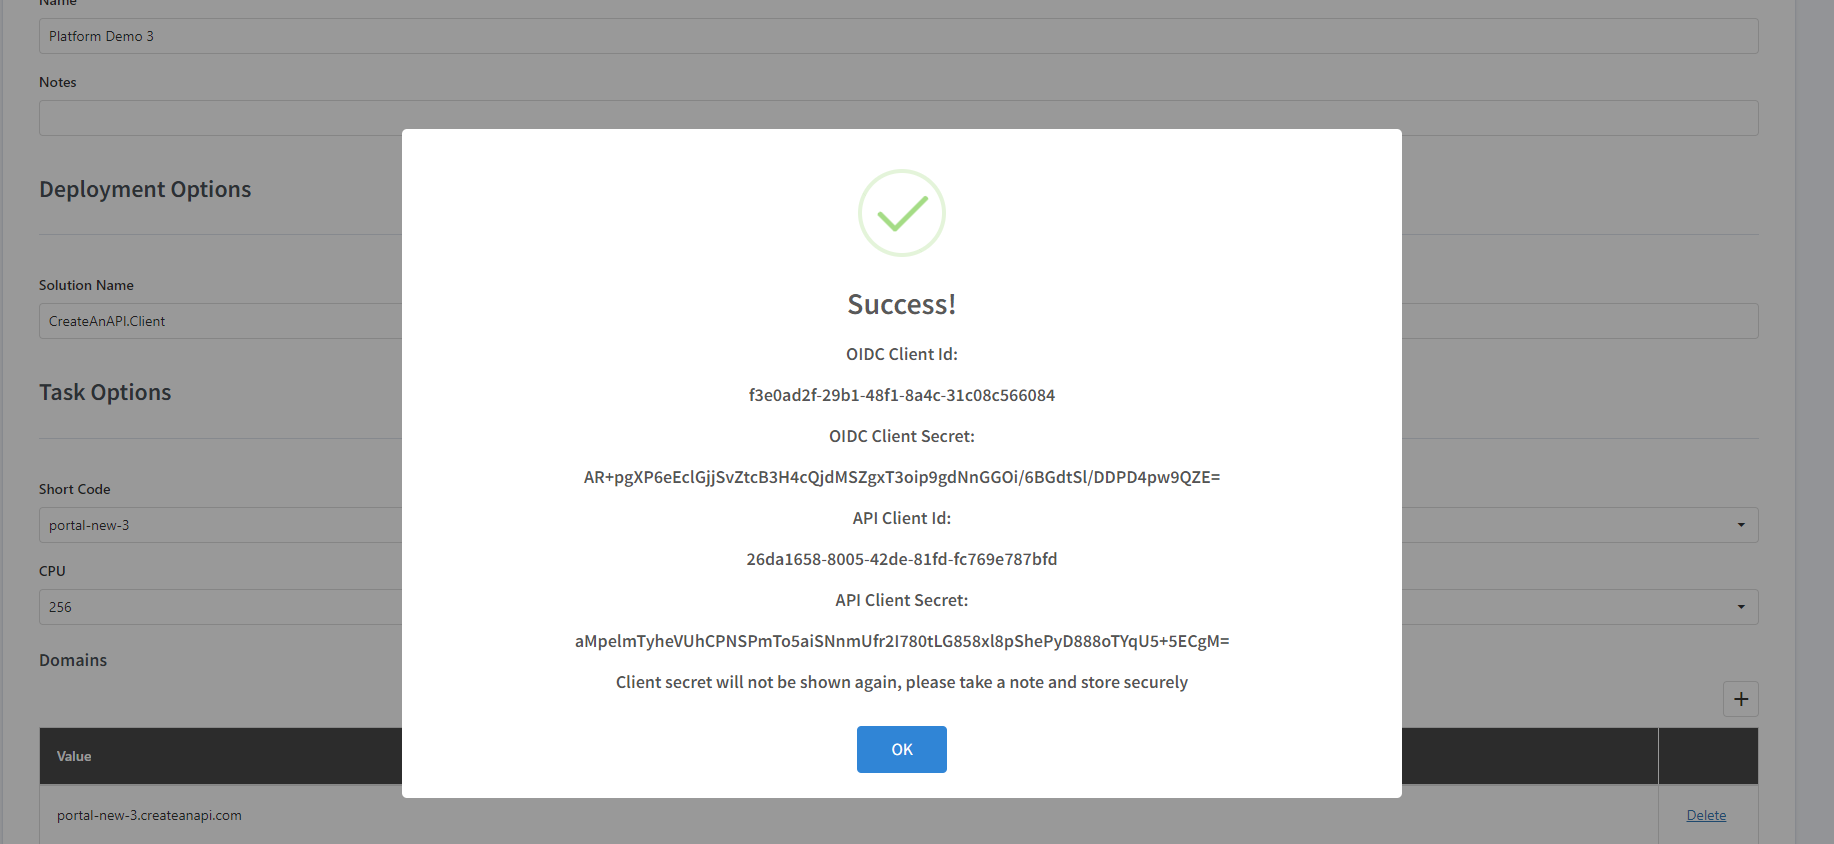 Name
Platform Demo 3
Notes
Deployment Options
Solution Name
CreateAnAPI.Client
Task Options
Short Code
portal-new-3
CPU
256
Domains
+
Value
portal-new-3.createanapi.com
Delete
Success!
OIDC Client Id:
f3e0ad2f-29b1-48f1-8a4c-31c08c566084
OIDC Client Secret:
AR+pgXP6eEclGjjSvZtcB3H4cQjdMSZgxT3oip9gdNnGGOi/6BGdtSl/DDPD4pw9QZE=
API Client Id:
26da1658-8005-42de-81fd-fc769e787bfd
API Client Secret:
aMpelmTyheVUhCPNSPmTo5aiSNnmUfr2I780tLG858xl8pShePyD888oTYqU5+5ECgM=
Client secret will not be shown again, please take a note and store securely
OK